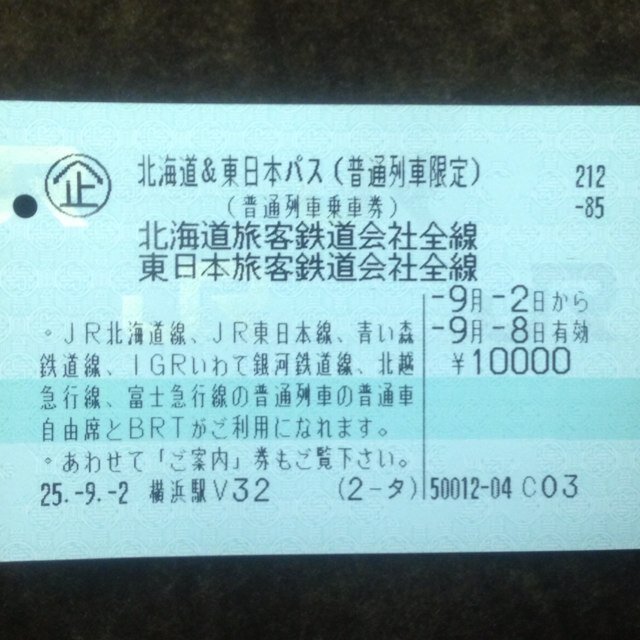 企 北海道&東日本パス(普通列車限定) 212
(普通列車乗車券) -85
北海道旅客鉄道会社全線
東日本旅客鉄道会社全線
-9月-2日から
-9月-8日有効
¥10000
*JR北海道線、JR東日本線、青い森
鉄道線、IGRいわて銀河鉄道線、北越
急行線、富士急行線の普通列車の普通車
自由席とBRTがご利用になれます。
*あわせて「ご案内」券もご覧下さい。
25.-9.-2 横浜駅V32 (2-タ) 50012-04 C03